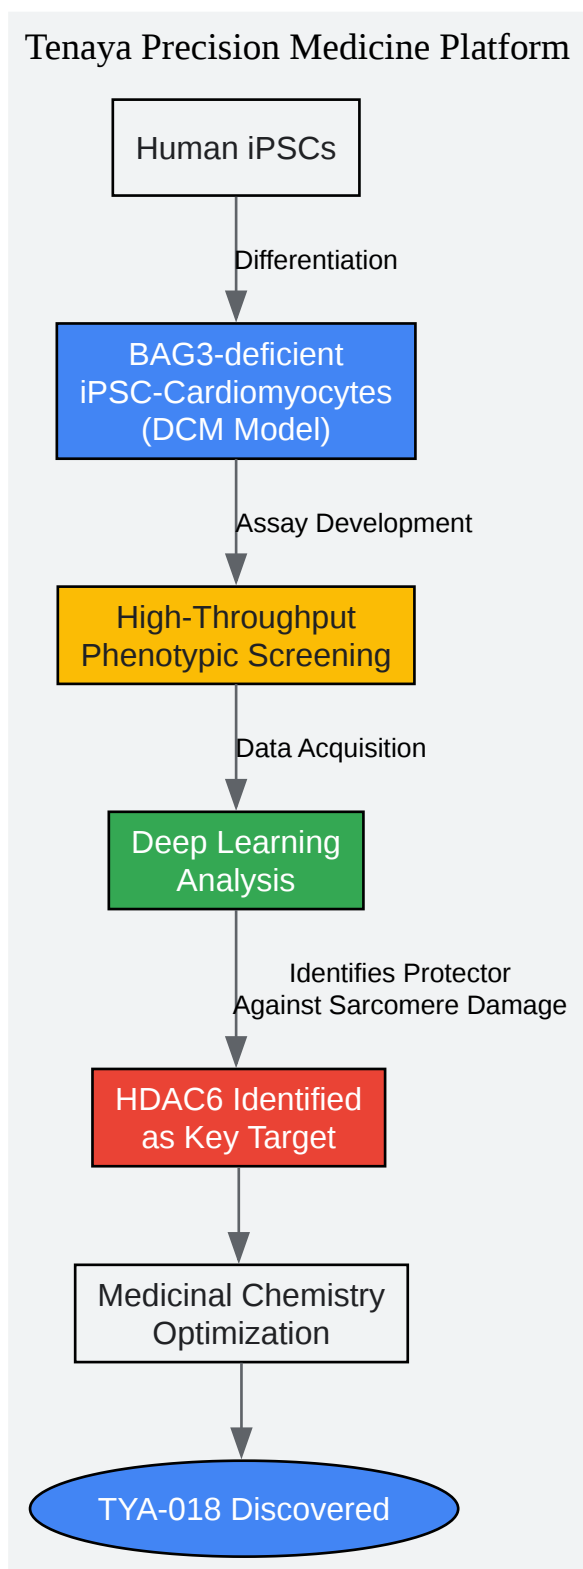 Tenaya Precision Medicine Platform
Human iPSCs
Differentiation
BAG3-deficient
iPSC-Cardiomyocytes
(DCM Model)
Assay Development
High-Throughput
Phenotypic Screening
Data Acquisition
Deep Learning
Analysis
Identifies Protector
Against Sarcomere Damage
HDAC6 Identified
as Key Target
Medicinal Chemistry
Optimization
TYA-018 Discovered